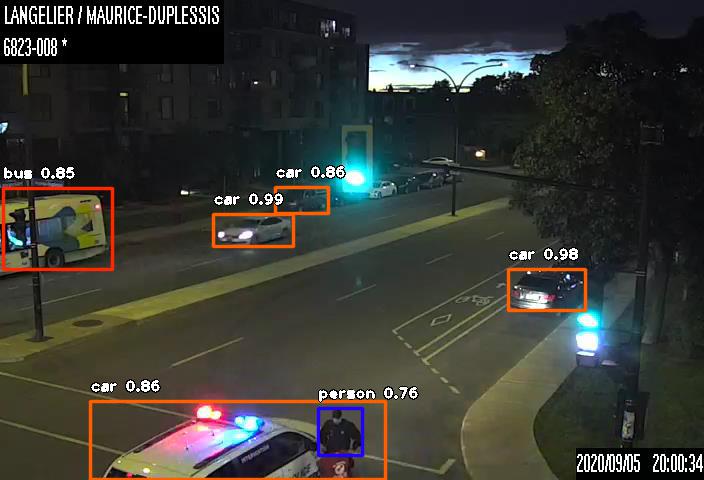 LANGELIER / MAURICE-DUPLESSIS
6823-008 *
bus 0.85
car 0.86
car 0.99
car 0.98
car 0.86
person 0.76
2020/09/05 20:00:34